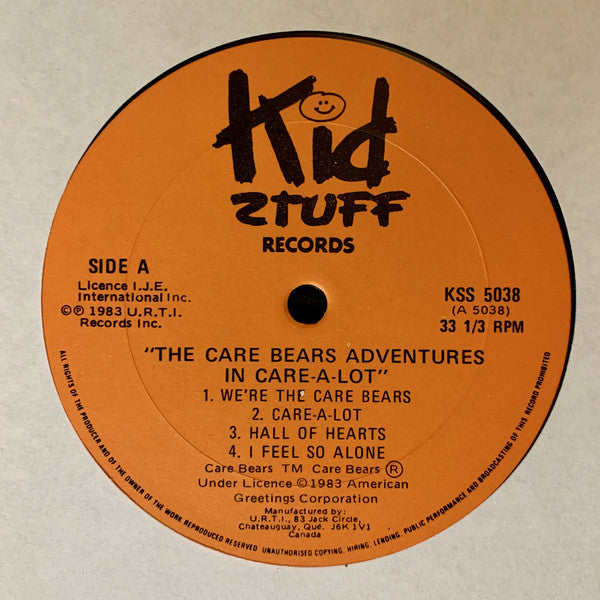 Kid
STUFF
RECORDS
SIDE A
Licence I.J.E.
International Inc.
©℗ 1983 U.R.T.I.
Records Inc.
KSS 5038
(A 5038)
33 1/3 RPM
"THE CARE BEARS ADVENTURES
IN CARE-A-LOT"
1. WE'RE THE CARE BEARS
2. CARE-A-LOT
3. HALL OF HEARTS
4. I FEEL SO ALONE
Care Bears TM Care Bears ®
Under Licence © 1983 American
Greetings Corporation
Manufactured by:
U.R.T.I., 83 Jack Circle,
Chateauguay, Qué. J6K 1V1
Canada
ALL RIGHTS OF THE PRODUCER AND OF THE OWNER OF THE WORK REPRODUCED RESERVED UNAUTHORISED COPYING, HIRING, LENDING, PUBLIC PERFORMANCE AND BROADCASTING OF THIS RECORD PROHIBITED